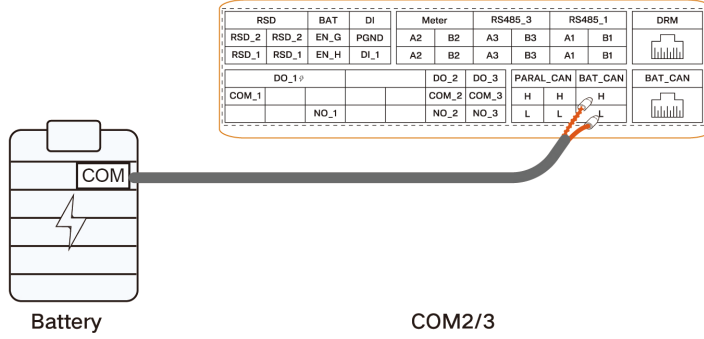 RSD BAT DI Meter RS485_3 RS485_1 DRM
RSD_2 RSD_2 EN_G PGND A2 B2 A3 B3 A1 B1
RSD_1 RSD_1 EN_H DI_1 A2 B2 A3 B3 A1 B1
DO_1 DO_2 DO_3 PARAL_CAN BAT_CAN BAT_CAN
COM_1 COM_2 COM_3 H H H H
NO_1 NO_2 NO_3 L L L L
COM
Battery
COM2/3